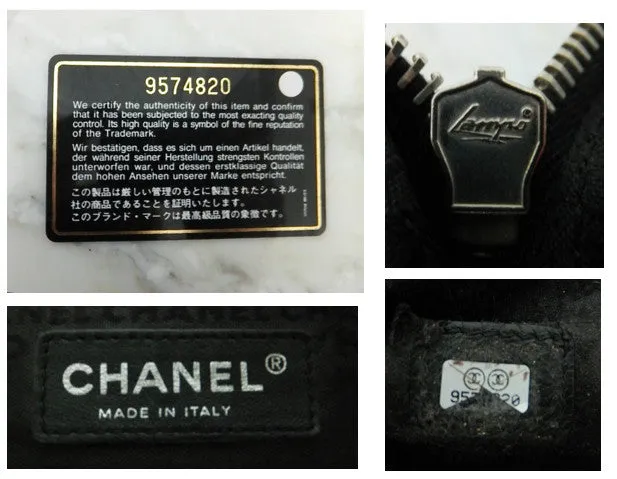 9574820
We certify the authenticity of this item and confirm
that it has been subjected to the most exacting quality
control. Its high quality is a symbol of the fine reputation
of the Trademark.
Wir bestätigen, dass es sich um einen Artikel handelt,
der während seiner Herstellung strengsten Kontrollen
unterworfen war, und dessen erstklassige Qualität
dem hohen Ansehen unserer Marke entspricht.
この製品は厳しい管理のもとに製造されたシャネル
社の商品であることを証明いたします。
このブランド・マークは最高級品質の象徴です。
Lampo®
CHANEL®
MADE IN ITALY